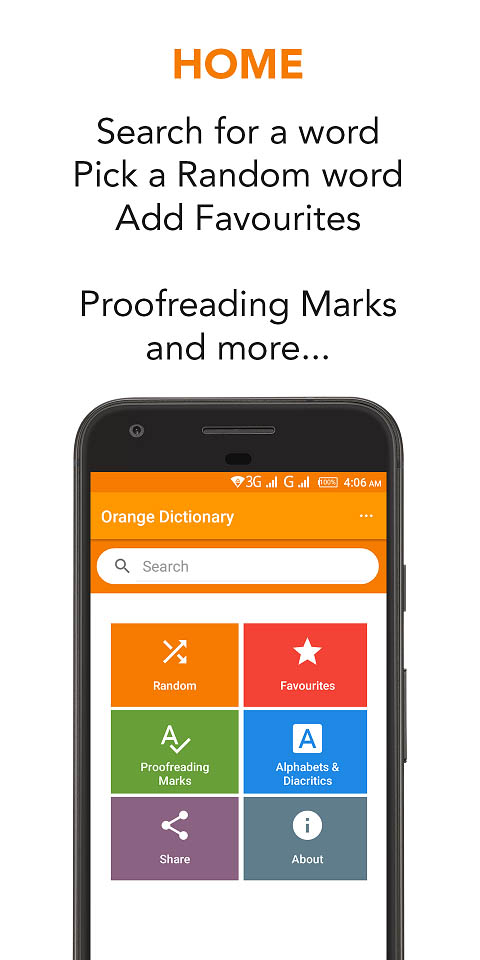 HOME
Search for a word
Pick a Random word
Add Favourites
Proofreading Marks
and more...
3G G 100% 4:06 AM
Orange Dictionary
Search
Random
Favourites
Proofreading
Marks
A
Alphabets &
Diacritics
Share
About